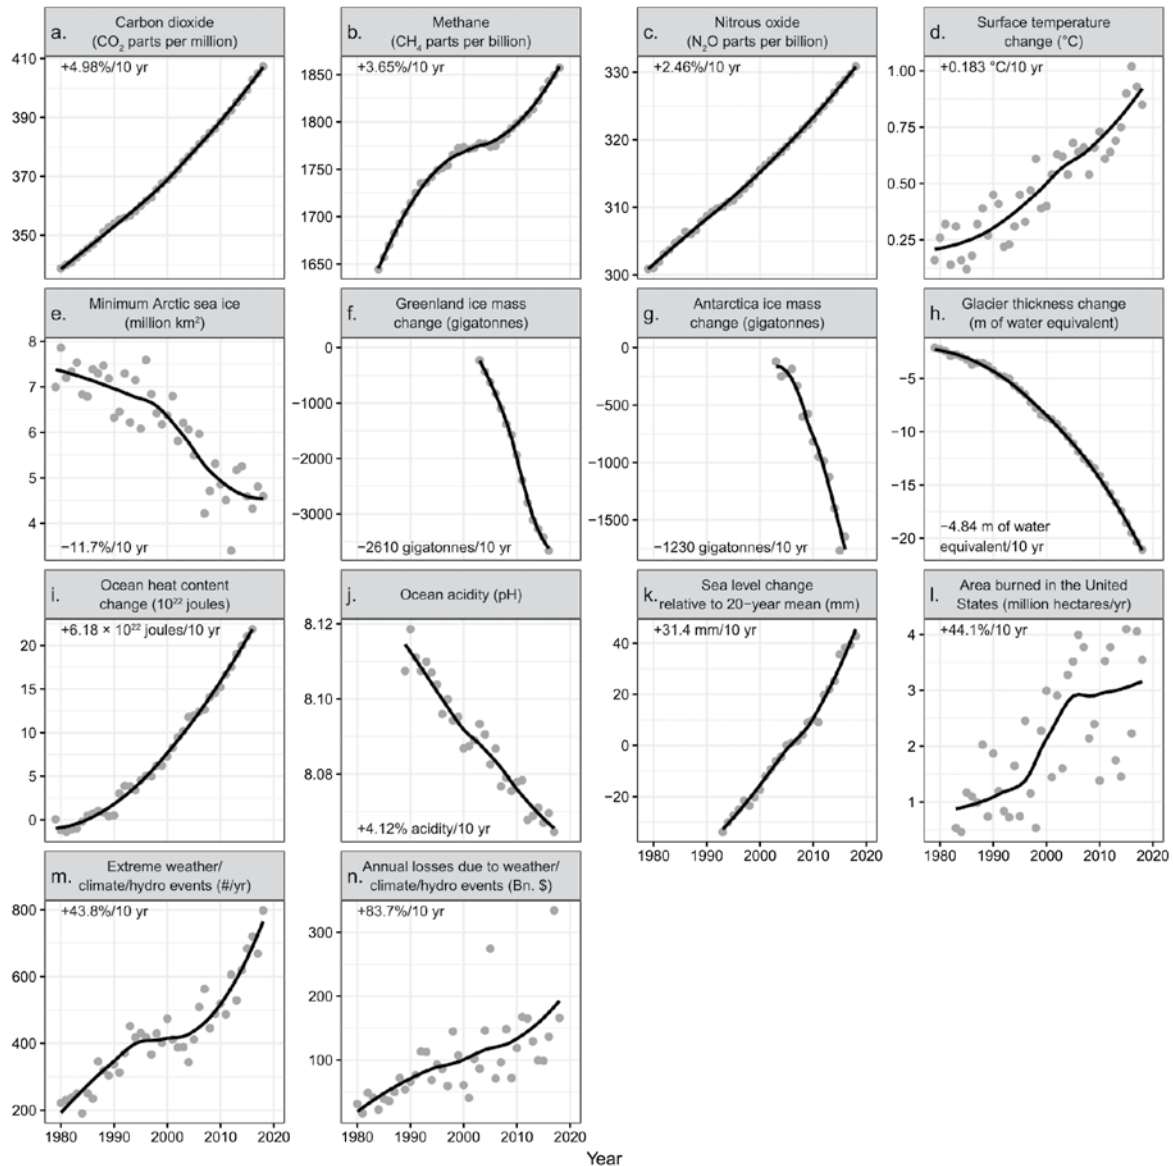 a.
Carbon dioxide
(CO₂ parts per million)
+4.98%/10 yr
410
390
370
350
b.
Methane
(CH₄ parts per billion)
+3.65%/10 yr
1850
1800
1750
1700
1650
c.
Nitrous oxide
(N₂O parts per billion)
+2.46%/10 yr
330
320
310
300
d.
Surface temperature
change (°C)
+0.183 °C/10 yr
1.00
0.75
0.50
0.25
e.
Minimum Arctic sea ice
(million km²)
8
7
6
5
4
−11.7%/10 yr
f.
Greenland ice mass
change (gigatonnes)
0
−1000
−2000
−3000
−2610 gigatonnes/10 yr
g.
Antarctica ice mass
change (gigatonnes)
0
−500
−1000
−1500
−1230 gigatonnes/10 yr
h.
Glacier thickness change
(m of water equivalent)
−5
−10
−15
−20
−4.84 m of water
equivalent/10 yr
i.
Ocean heat content
change (10²² joules)
+6.18 × 10²² joules/10 yr
20
15
10
5
0
j.
Ocean acidity (pH)
8.12
8.10
8.08
+4.12% acidity/10 yr
k.
Sea level change
relative to 20−year mean (mm)
+31.4 mm/10 yr
40
20
0
−20
1980 1990 2000 2010 2020
l.
Area burned in the United
States (million hectares/yr)
+44.1%/10 yr
4
3
2
1
1980 1990 2000 2010 2020
m.
Extreme weather/
climate/hydro events (#/yr)
+43.8%/10 yr
800
600
400
200
1980 1990 2000 2010 2020
n.
Annual losses due to weather/
climate/hydro events (Bn. $)
+83.7%/10 yr
300
200
100
1980 1990 2000 2010 2020
Year